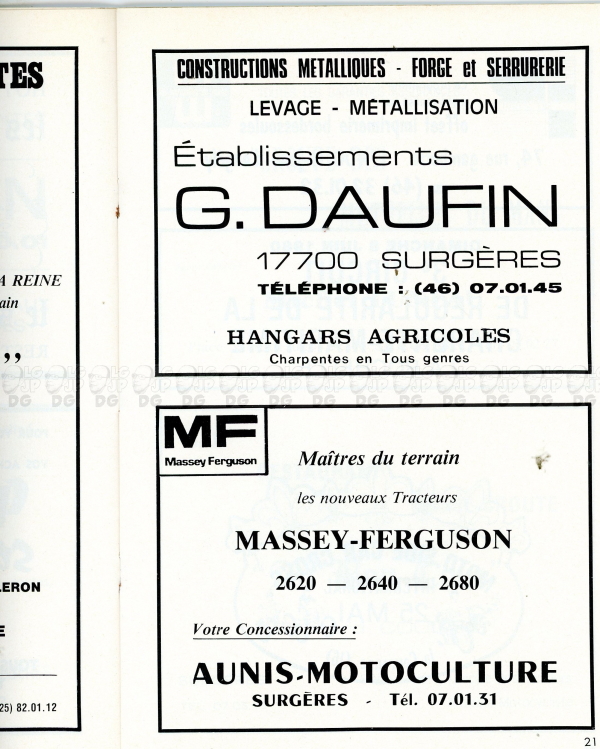 TES
A REINE
ain
,,
LERON
E
25) 82.01.12
CONSTRUCTIONS METALLIQUES - FORGE et SERRURERIE
LEVAGE - MÉTALLISATION
Établissements
G. DAUFIN
17700 SURGÈRES
TÉLÉPHONE : (46) 07.01.45
HANGARS AGRICOLES
Charpentes en Tous genres
MF
Massey Ferguson
Maîtres du terrain
les nouveaux Tracteurs
MASSEY-FERGUSON
2620 — 2640 — 2680
Votre Concessionnaire :
AUNIS-MOTOCULTURE
SURGÈRES - Tél. 07.01.31
21